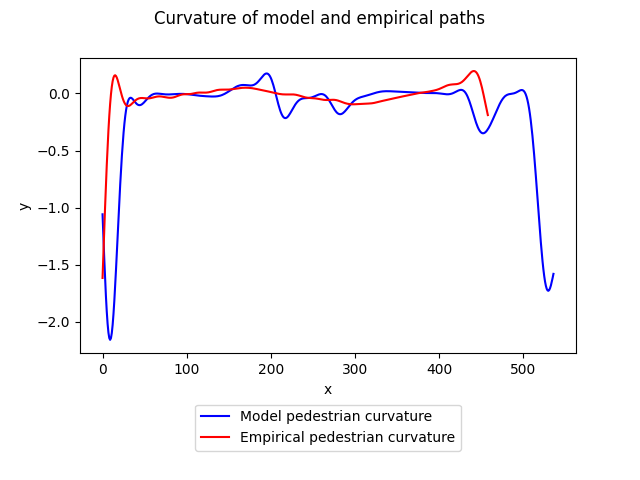 Curvature of model and empirical paths
0.0
−0.5
−1.0
−1.5
−2.0
y
0 100 200 300 400 500
x
Model pedestrian curvature
Empirical pedestrian curvature